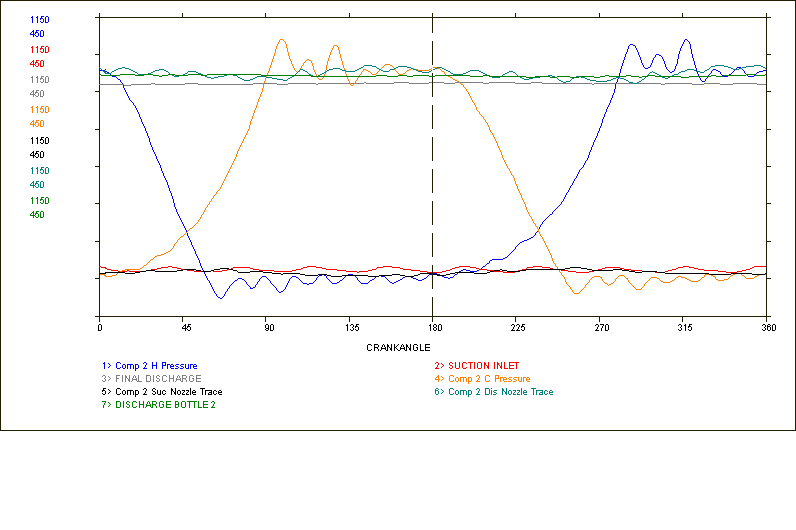 1150
450
1150
450
1150
450
1150
450
1150
450
1150
450
1150
450
0 45 90 135 180 225 270 315 360
CRANKANGLE
1> Comp 2 H Pressure 2> SUCTION INLET
3> FINAL DISCHARGE 4> Comp 2 C Pressure
5> Comp 2 Suc Nozzle Trace 6> Comp 2 Dis Nozzle Trace
7> DISCHARGE BOTTLE 2